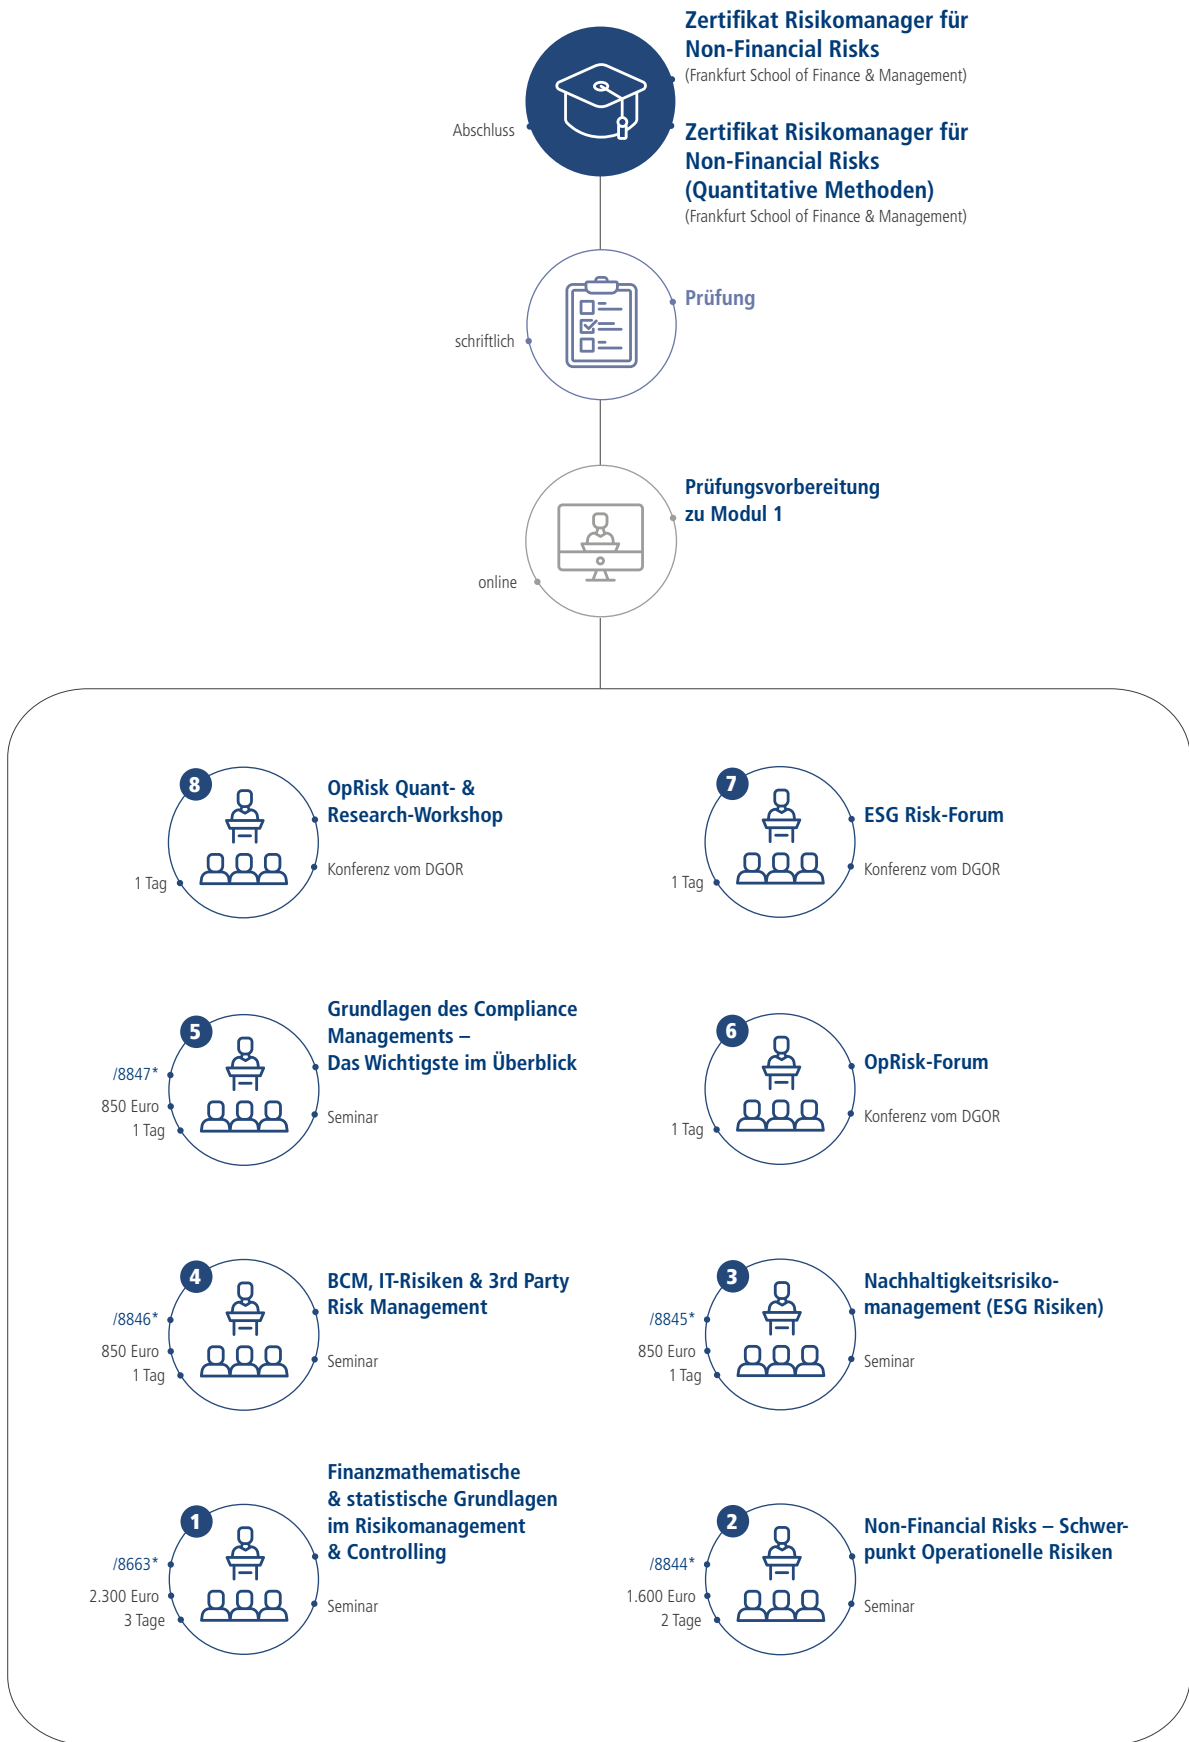 Zertifikat Risikomanager für
Non-Financial Risks
(Frankfurt School of Finance & Management)
Abschluss
Zertifikat Risikomanager für
Non-Financial Risks
(Quantitative Methoden)
(Frankfurt School of Finance & Management)
Prüfung
schriftlich
Prüfungsvorbereitung
zu Modul 1
online
8
OpRisk Quant- &
Research-Workshop
Konferenz vom DGOR
1 Tag
7
ESG Risk-Forum
Konferenz vom DGOR
1 Tag
5
Grundlagen des Compliance
Managements –
Das Wichtigste im Überblick
/8847*
850 Euro
1 Tag
Seminar
6
OpRisk-Forum
Konferenz vom DGOR
1 Tag
4
BCM, IT-Risiken & 3rd Party
Risk Management
/8846*
850 Euro
1 Tag
Seminar
3
Nachhaltigkeitsrisiko-
management (ESG Risiken)
/8845*
850 Euro
1 Tag
Seminar
1
Finanzmathematische
& statistische Grundlagen
im Risikomanagement
& Controlling
/8663*
2.300 Euro
3 Tage
Seminar
2
Non-Financial Risks – Schwer-
punkt Operationelle Risiken
/8844*
1.600 Euro
2 Tage
Seminar